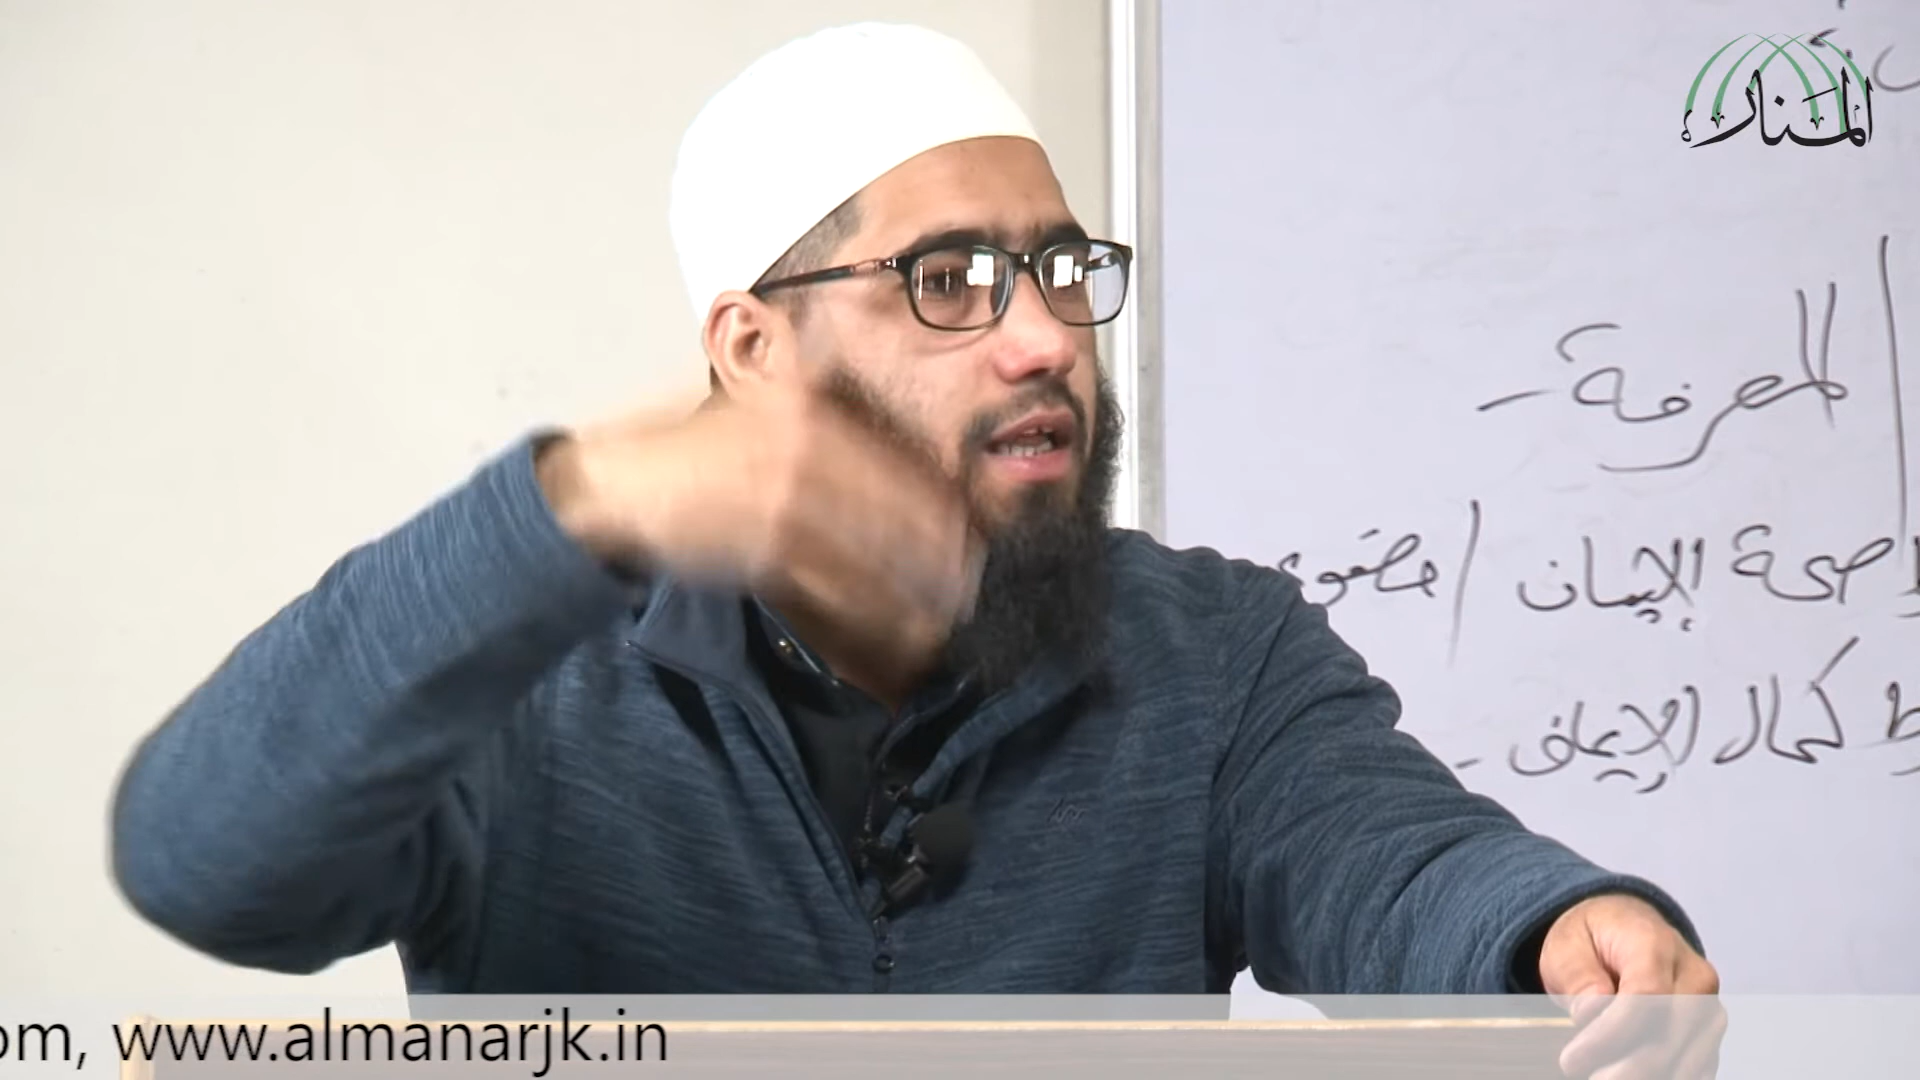 المنار
المعرفة -
صحة الإيمان /
كمال الإيمان -
om, www.almanarjk.in